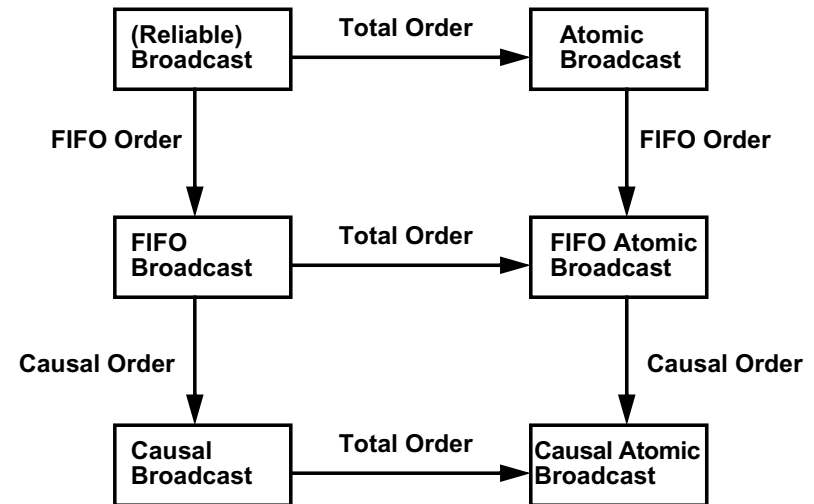 (Reliable)
Broadcast
Total Order
Atomic
Broadcast
FIFO Order
FIFO Order
FIFO
Broadcast
Total Order
FIFO Atomic
Broadcast
Causal Order
Causal Order
Causal
Broadcast
Total Order
Causal Atomic
Broadcast